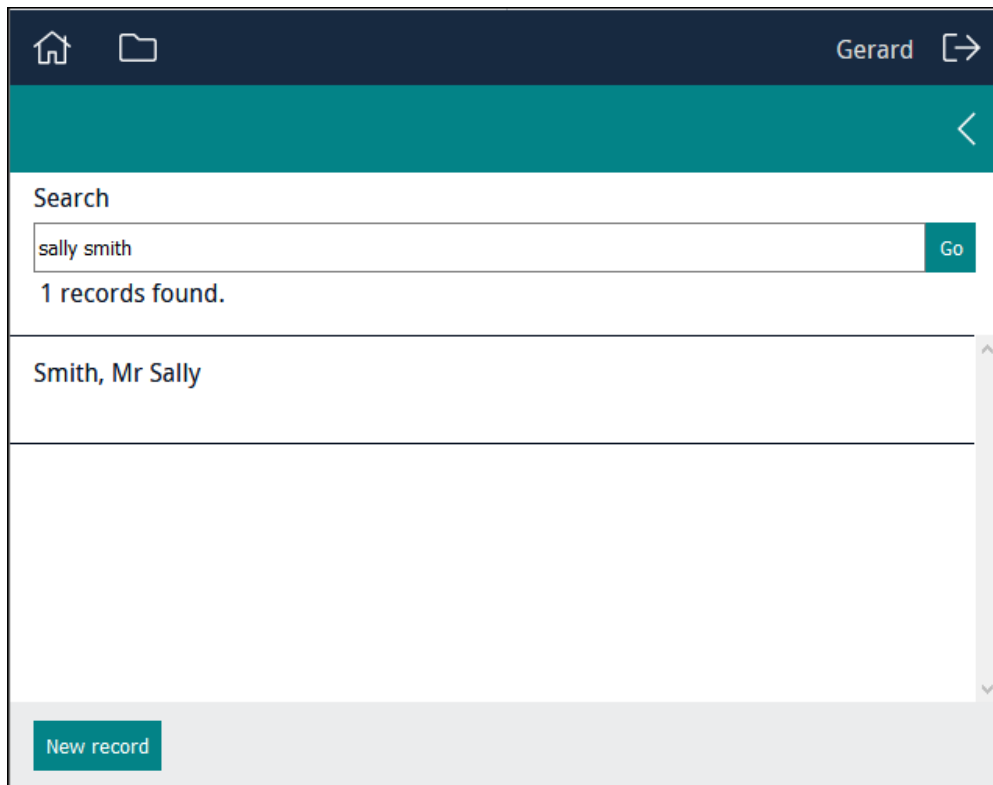 Gerard
Search
sally smith
Go
1 records found.
Smith, Mr Sally
New record